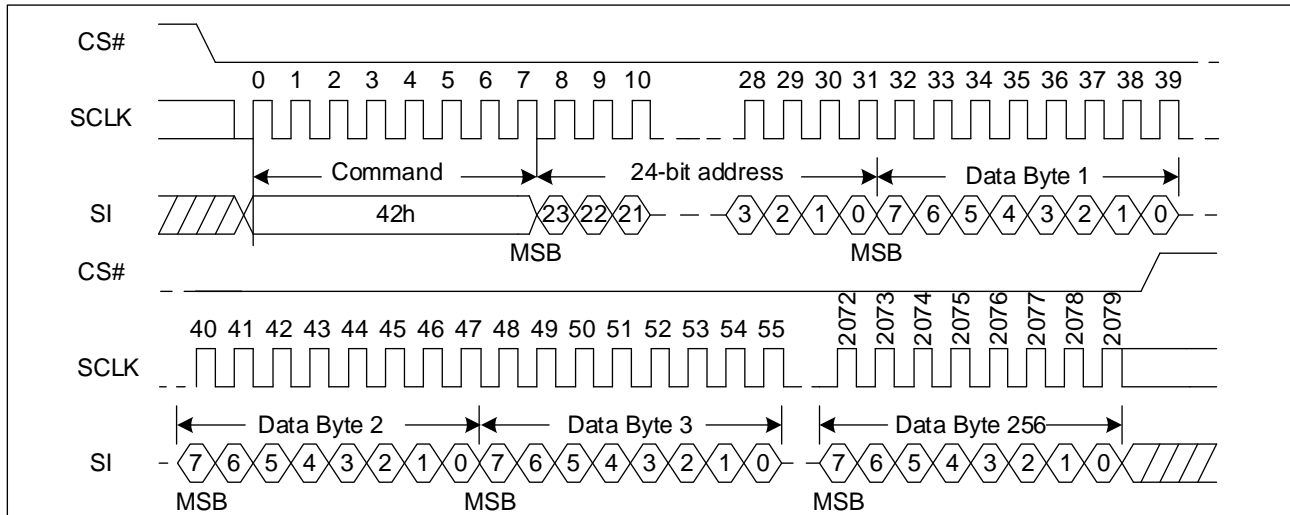 CS#
0 1 2 3 4 5 6 7 8 9 10 28 29 30 31 32 33 34 35 36 37 38 39
SCLK
Command 24-bit address Data Byte 1
SI 42h 23 22 21 3 2 1 0 7 6 5 4 3 2 1 0
MSB MSB
CS#
40 41 42 43 44 45 46 47 48 49 50 51 52 53 54 55 2072 2073 2074 2075 2076 2077 2078 2079
SCLK
Data Byte 2 Data Byte 3 Data Byte 256
SI 7 6 5 4 3 2 1 0 7 6 5 4 3 2 1 0 7 6 5 4 3 2 1 0
MSB MSB MSB